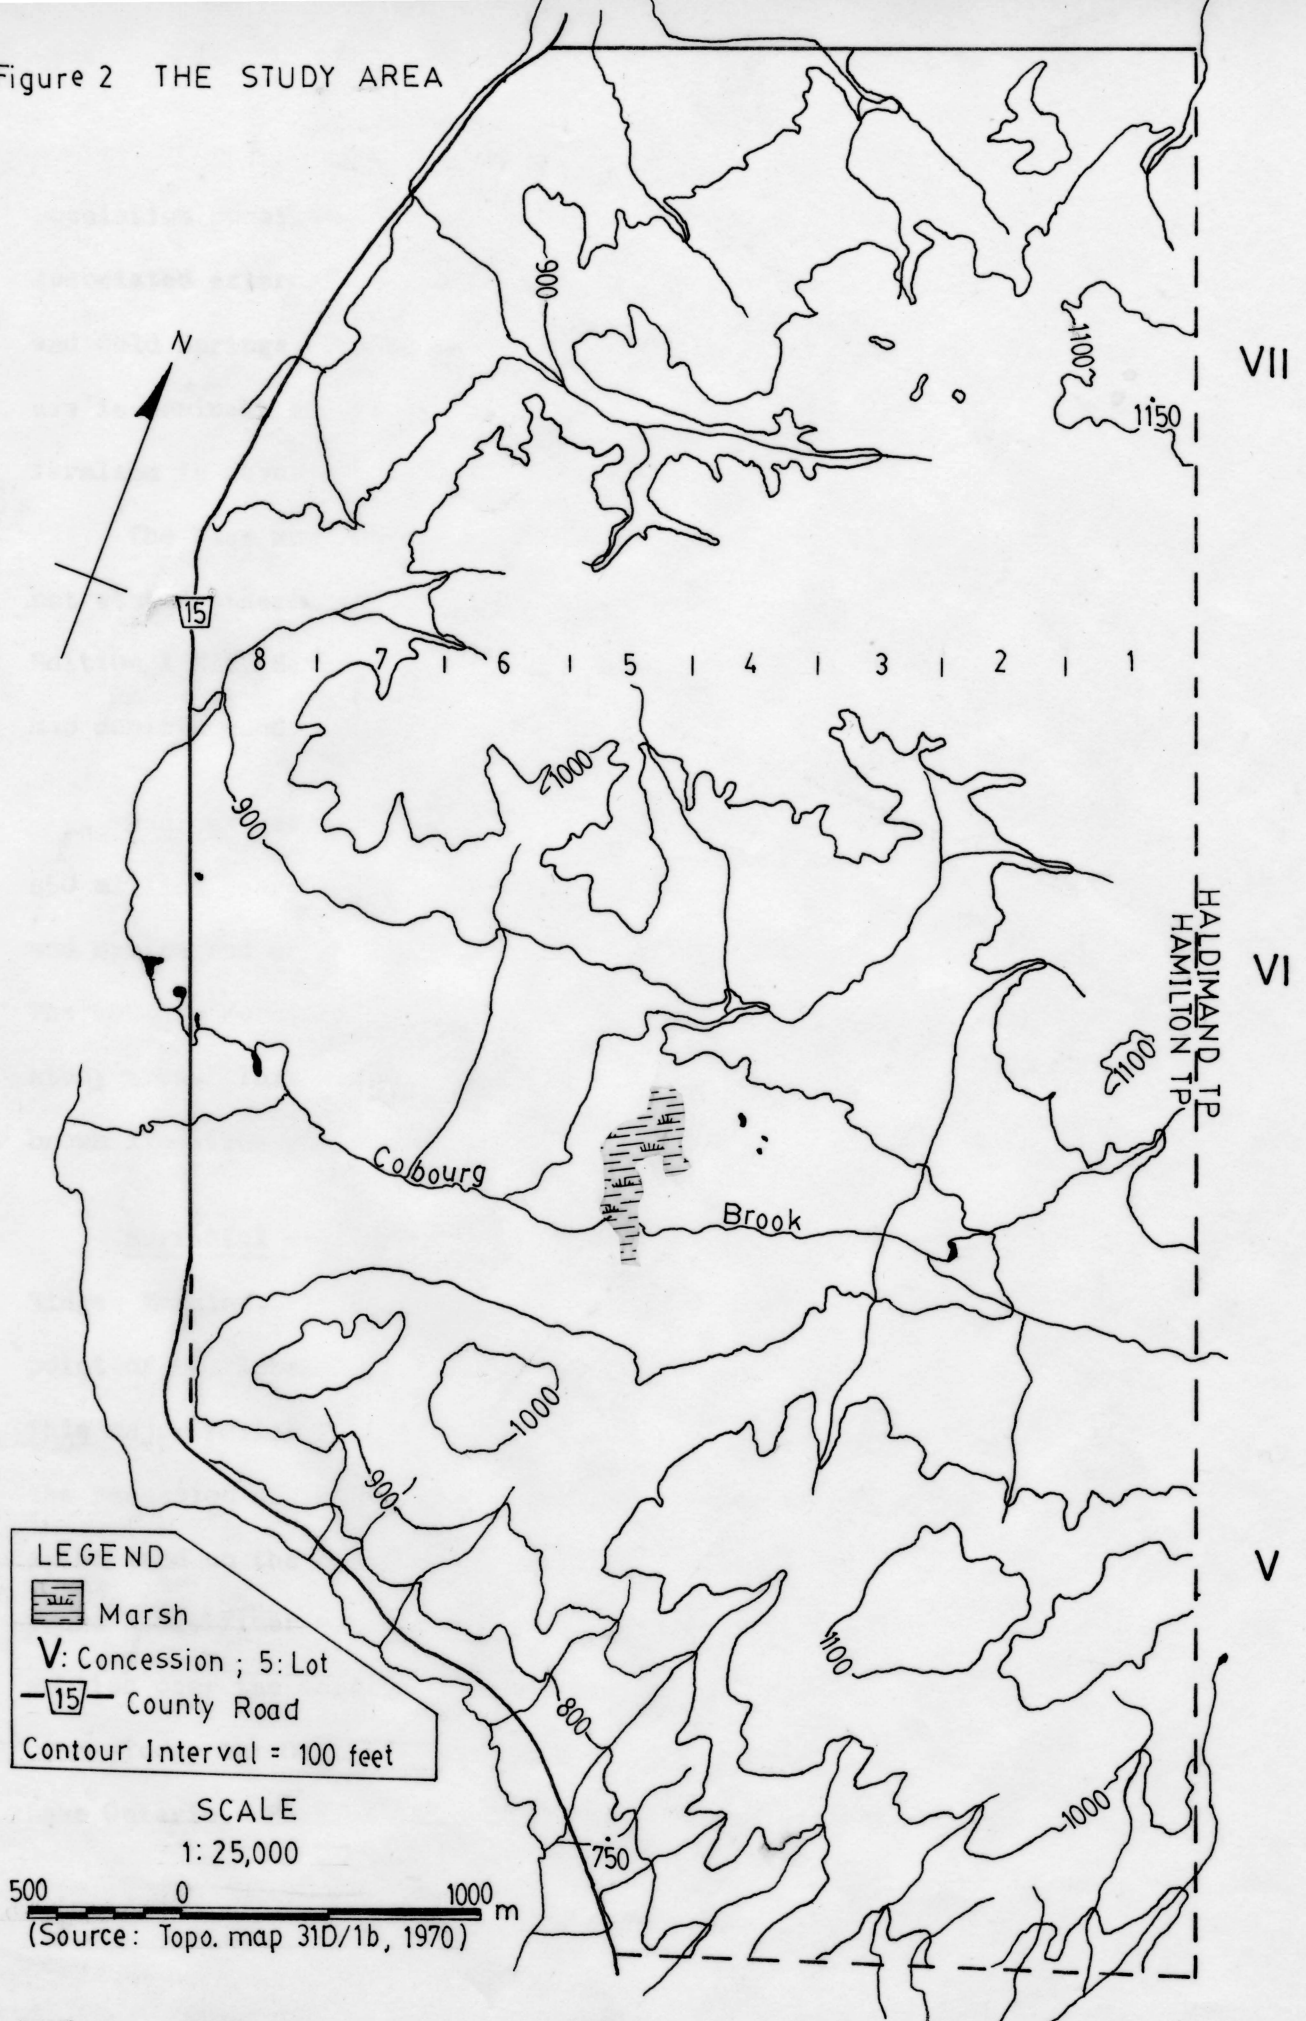 Figure 2 THE STUDY AREA
N
900
1100
1150
VII
15
8 7 6 5 4 3 2 1
1000
900
HALDIMAND TP
HAMILTON TP
VI
1100
Cobourg
Brook
1000
900
V
1100
800
1000
750
LEGEND
Marsh
V: Concession ; 5: Lot
15 County Road
Contour Interval = 100 feet
SCALE
1: 25,000
500 0 1000 m
(Source: Topo. map 31D/1b, 1970)